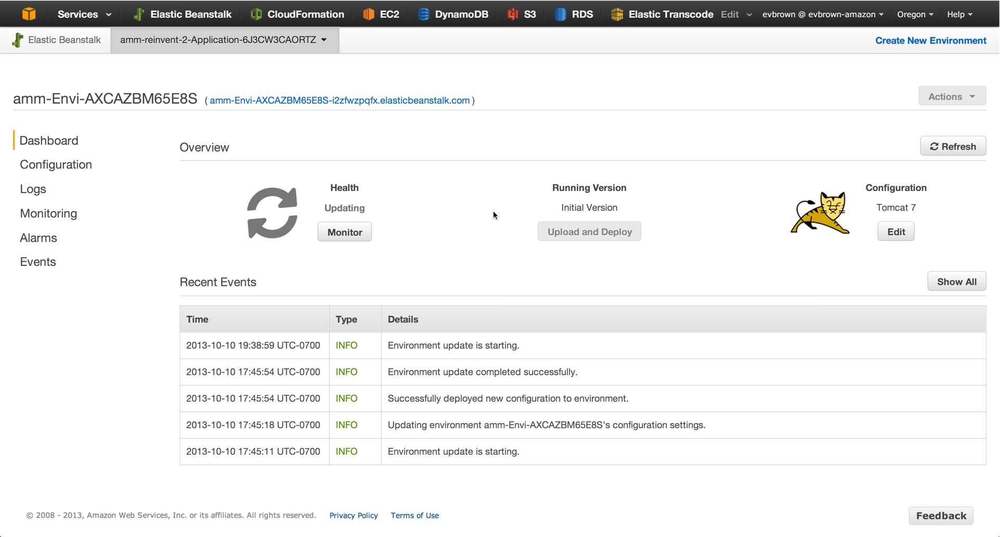 Services Elastic Beanstalk CloudFormation EC2 DynamoDB S3 RDS Elastic Transcode Edit evbrown @ evbrown-amazon Oregon Help
Elastic Beanstalk amm-reinvent-2-Application-6J3CW3CAORTZ Create New Environment
amm-Envi-AXCAZBM65E8S ( amm-Envi-AXCAZBM65E8S-i2zfwzpqfx.elasticbeanstalk.com ) Actions
Dashboard
Configuration
Logs
Monitoring
Alarms
Events
Overview Refresh
Health
Updating
Monitor
Running Version
Initial Version
Upload and Deploy
Configuration
Tomcat 7
Edit
Recent Events Show All
Time Type Details
2013-10-10 19:38:59 UTC-0700 INFO Environment update is starting.
2013-10-10 17:45:54 UTC-0700 INFO Environment update completed successfully.
2013-10-10 17:45:54 UTC-0700 INFO Successfully deployed new configuration to environment.
2013-10-10 17:45:18 UTC-0700 INFO Updating environment amm-Envi-AXCAZBM65E8S's configuration settings.
2013-10-10 17:45:11 UTC-0700 INFO Environment update is starting.
© 2008 - 2013, Amazon Web Services, Inc. or its affiliates. All rights reserved. Privacy Policy Terms of Use Feedback